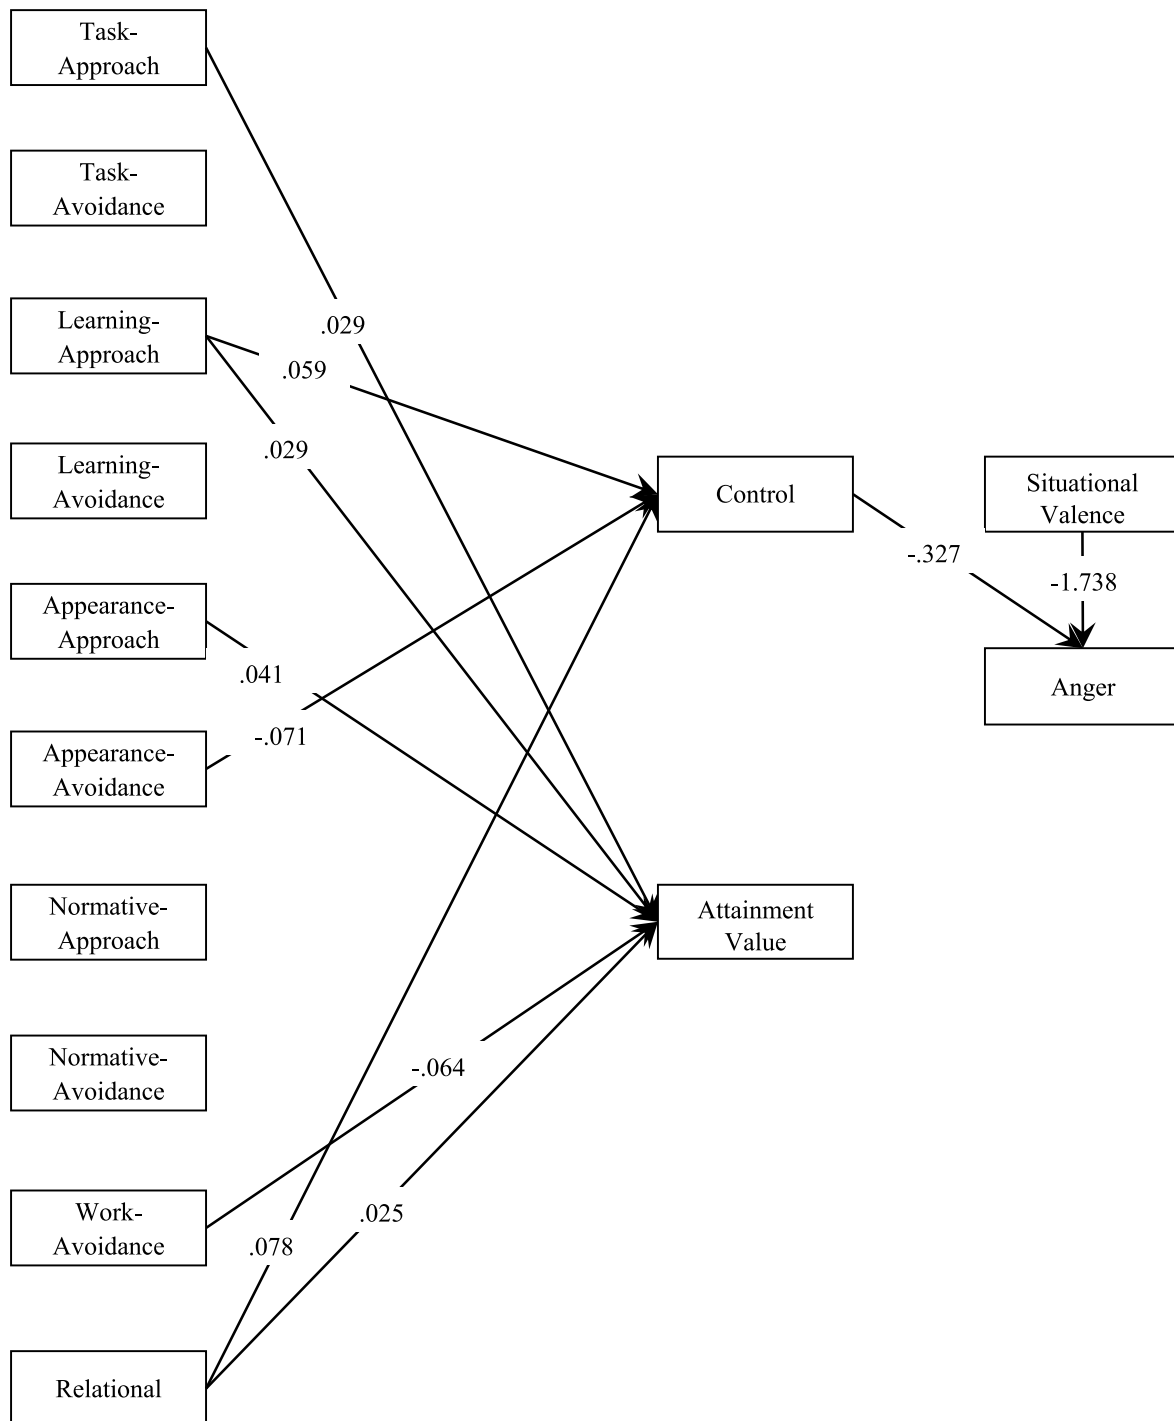 Task-
Approach
Task-
Avoidance
Learning-
Approach
.029
.059
.029
Learning-
Avoidance
Control
Situational
Valence
-.327
-1.738
Appearance-
Approach
.041
Anger
-.071
Appearance-
Avoidance
Normative-
Approach
Attainment
Value
Normative-
Avoidance
-.064
Work-
Avoidance
.025
.078
Relational